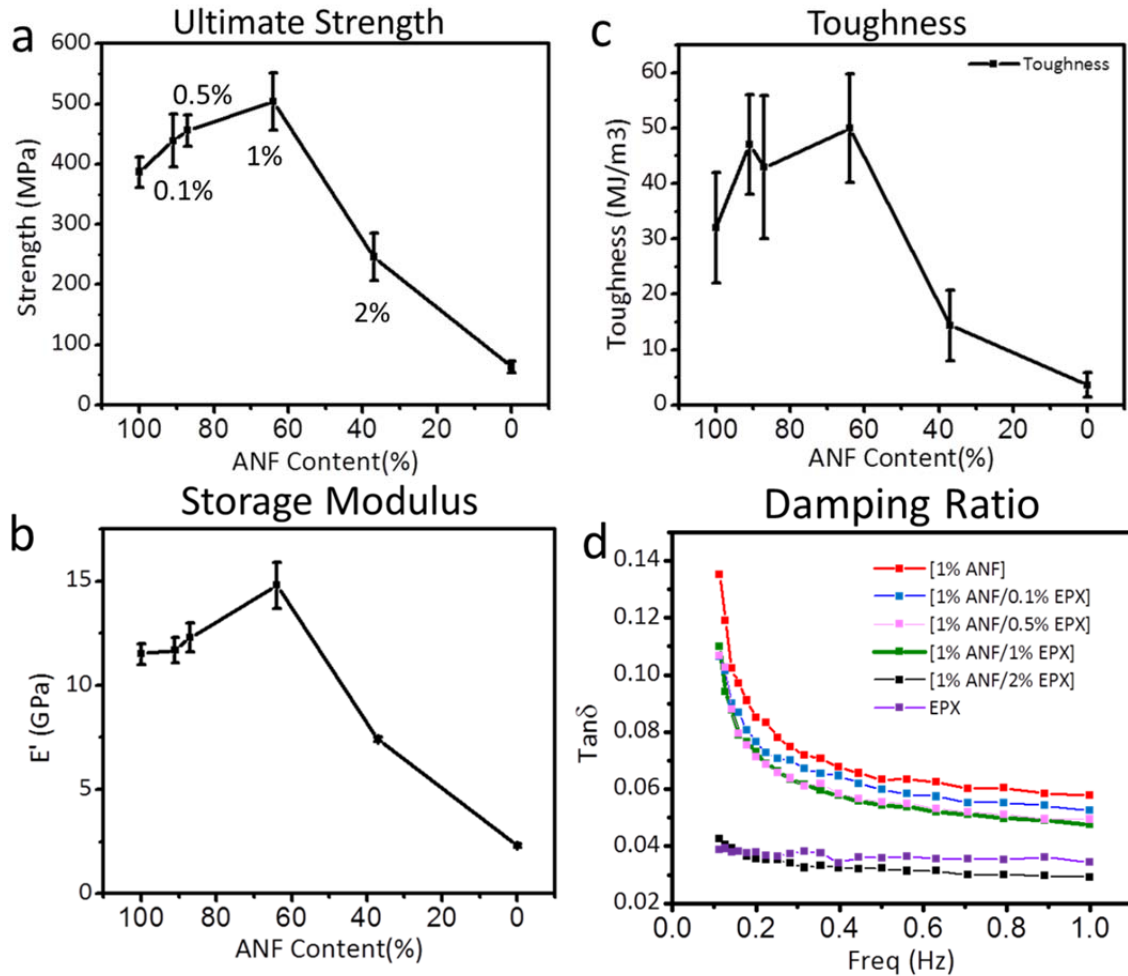 a
Ultimate Strength
600
500
400
300
200
100
0
Strength (MPa)
0.5%
0.1%
1%
2%
100
80
60
40
20
0
ANF Content(%)
c
Toughness
Toughness
60
50
40
30
20
10
0
Toughness (MJ/m3
100
80
60
40
20
0
ANF Content(%)
b
Storage Modulus
15
10
5
0
E' (GPa)
100
80
60
40
20
0
ANF Content(%)
d
Damping Ratio
0.14
0.12
0.10
0.08
0.06
0.04
0.02
Tanδ
[1% ANF]
[1% ANF/0.1% EPX]
[1% ANF/0.5% EPX]
[1% ANF/1% EPX]
[1% ANF/2% EPX]
EPX
0.0
0.2
0.4
0.6
0.8
1.0
Freq (Hz)